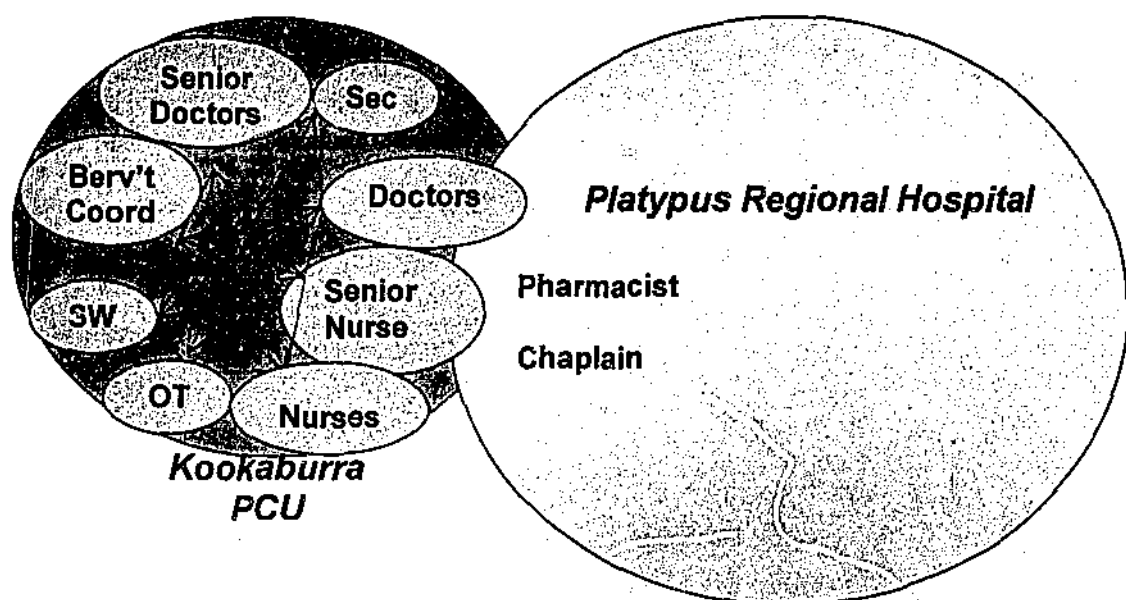 Senior
Doctors
Sec
Berv't
Coord
Doctors
Platypus Regional Hospital
Pharmacist
Senior
Nurse
SW
Chaplain
OT
Nurses
Kookaburra
PCU